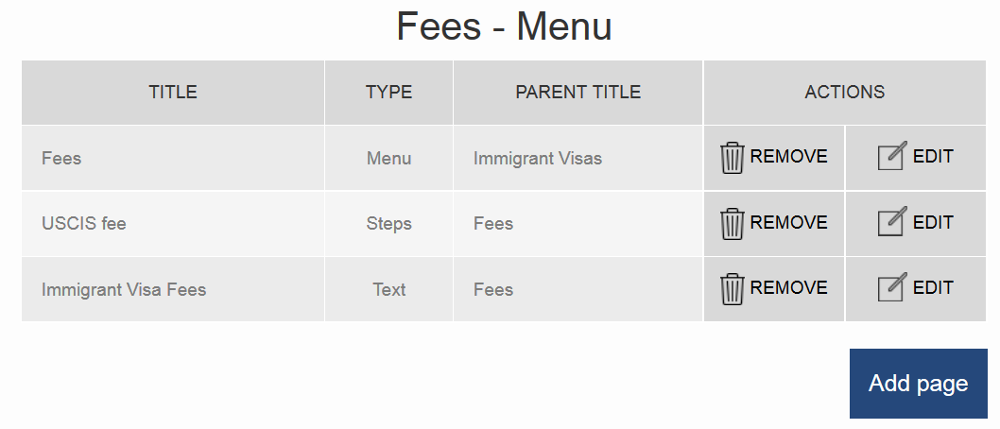 Fees - Menu
TITLE TYPE PARENT TITLE ACTIONS
Fees Menu Immigrant Visas REMOVE EDIT
USCIS fee Steps Fees REMOVE EDIT
Immigrant Visa Fees Text Fees REMOVE EDIT
Add page